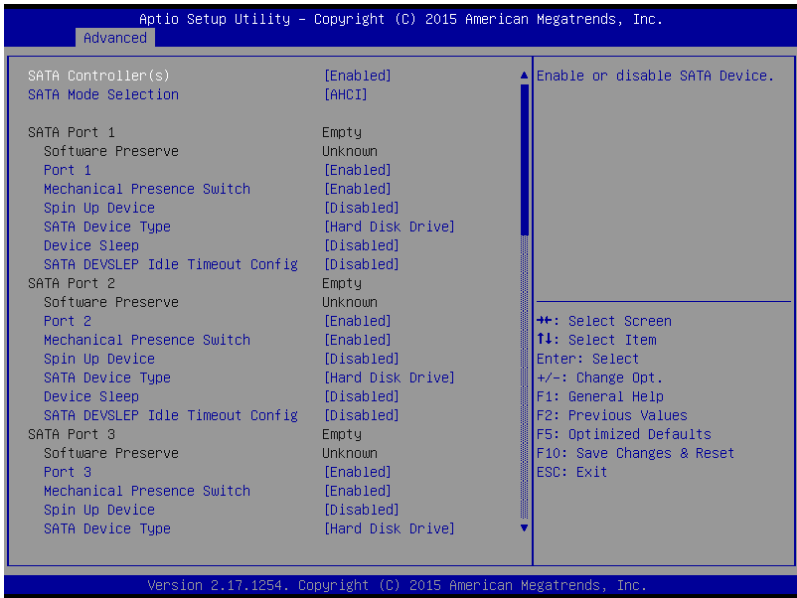 Aptio Setup Utility – Copyright (C) 2015 American Megatrends, Inc.
Advanced
SATA Controller(s) [Enabled]
SATA Mode Selection [AHCI]
SATA Port 1 Empty
Software Preserve Unknown
Port 1 [Enabled]
Mechanical Presence Switch [Enabled]
Spin Up Device [Disabled]
SATA Device Type [Hard Disk Drive]
Device Sleep [Disabled]
SATA DEVSLEP Idle Timeout Config [Disabled]
SATA Port 2 Empty
Software Preserve Unknown
Port 2 [Enabled]
Mechanical Presence Switch [Enabled]
Spin Up Device [Disabled]
SATA Device Type [Hard Disk Drive]
Device Sleep [Disabled]
SATA DEVSLEP Idle Timeout Config [Disabled]
SATA Port 3 Empty
Software Preserve Unknown
Port 3 [Enabled]
Mechanical Presence Switch [Enabled]
Spin Up Device [Disabled]
SATA Device Type [Hard Disk Drive]
Enable or disable SATA Device.
→←: Select Screen
↑↓: Select Item
Enter: Select
+/-: Change Opt.
F1: General Help
F2: Previous Values
F5: Optimized Defaults
F10: Save Changes & Reset
ESC: Exit
Version 2.17.1254. Copyright (C) 2015 American Megatrends, Inc.